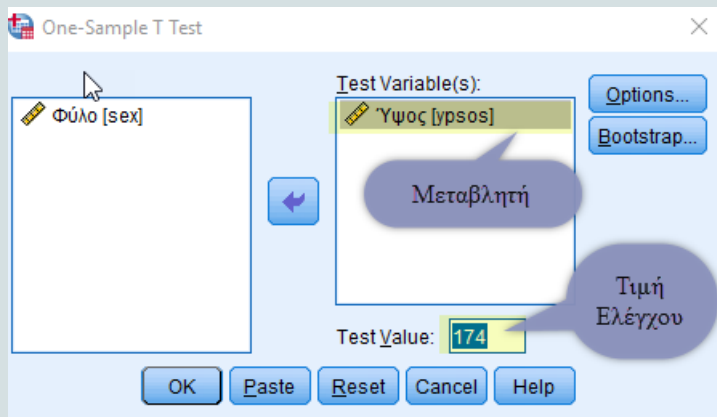 One-Sample T Test
Test Variable(s):
Φύλο [sex]
Ύψος [ypsos]
Options...
Bootstrap...
Μεταβλητή
Τιμή
Ελέγχου
Test Value: 174
OK Paste Reset Cancel Help